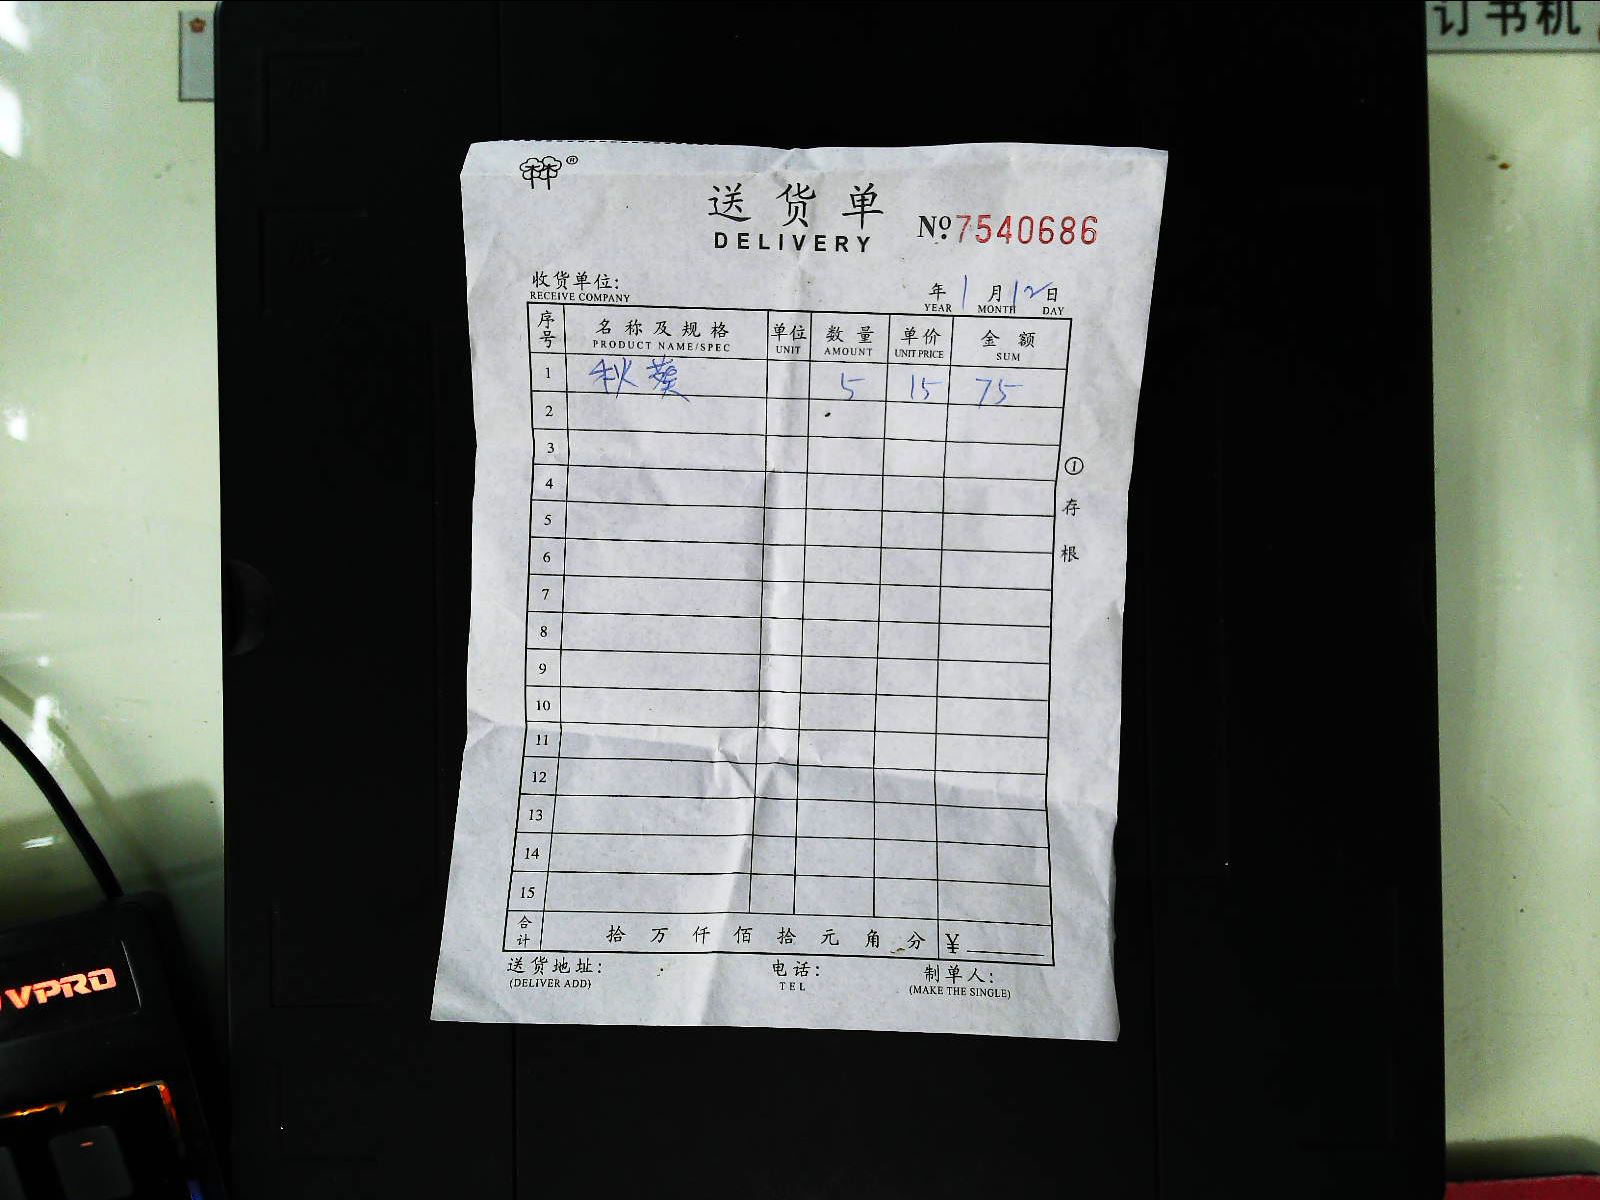 订书机
®
送货单
DELIVERY
No 7540686
收货单位:
RECEIVE COMPANY
年 1 月 12 日
YEAR MONTH DAY
序号 名称及规格 单位 数量 单价 金额
PRODUCT NAME/SPEC UNIT AMOUNT UNIT PRICE SUM
1 秋葵 5 15 75
2
3
4
5
6
7
8
9
10
11
12
13
14
15
① 存根
合计 拾 万 仟 佰 拾 元 角 分 ¥
送货地址: 电话: 制单人:
(DELIVER ADD) TEL (MAKE THE SINGLE)
VPRO